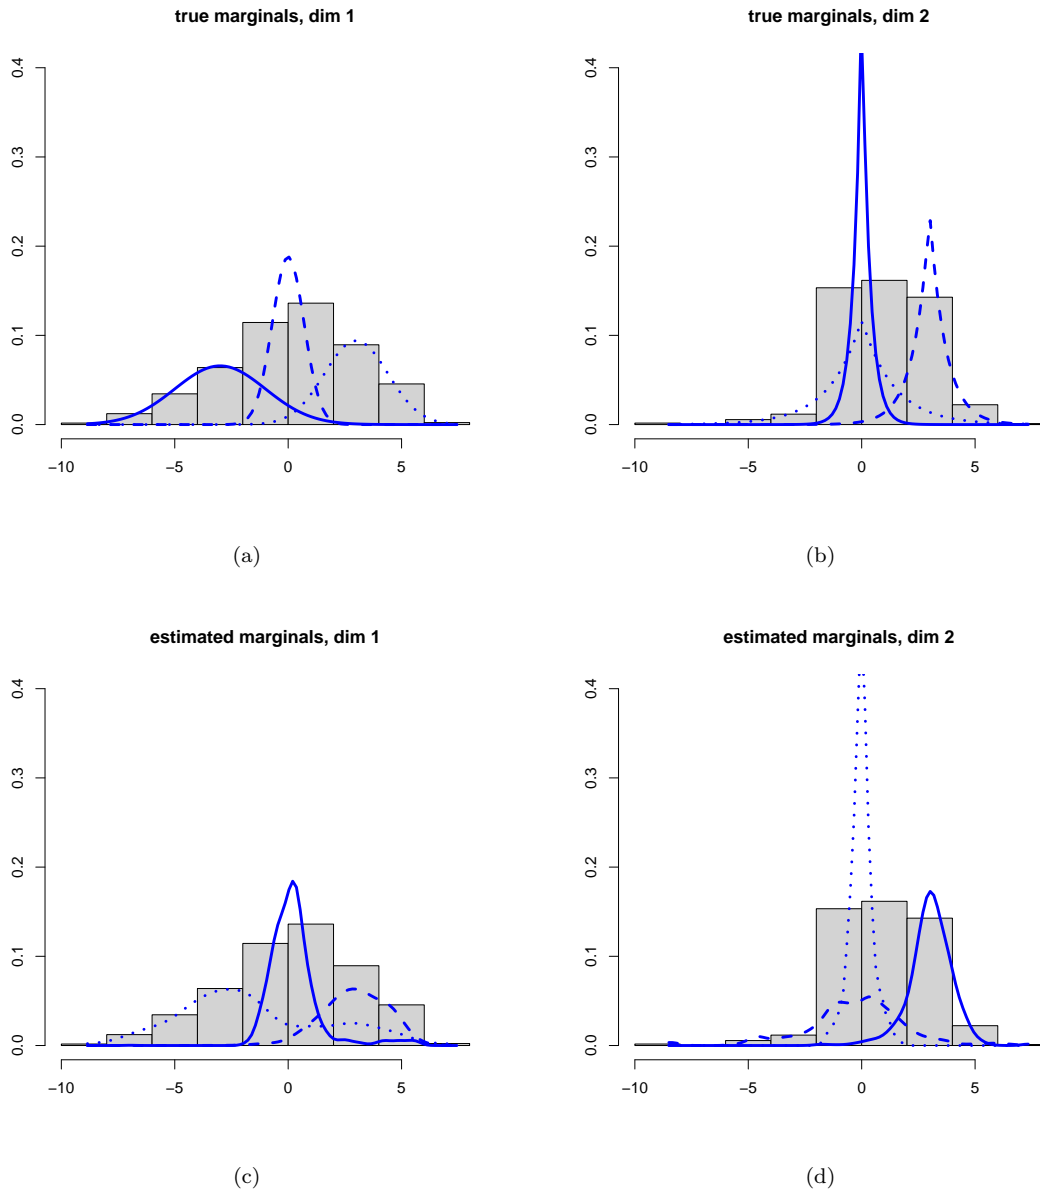 true marginals, dim 1
true marginals, dim 2
0.0 0.1 0.2 0.3 0.4
0.0 0.1 0.2 0.3 0.4
−10 −5 0 5
−10 −5 0 5
(a)
(b)
estimated marginals, dim 1
estimated marginals, dim 2
0.0 0.1 0.2 0.3 0.4
0.0 0.1 0.2 0.3 0.4
−10 −5 0 5
−10 −5 0 5
(c)
(d)